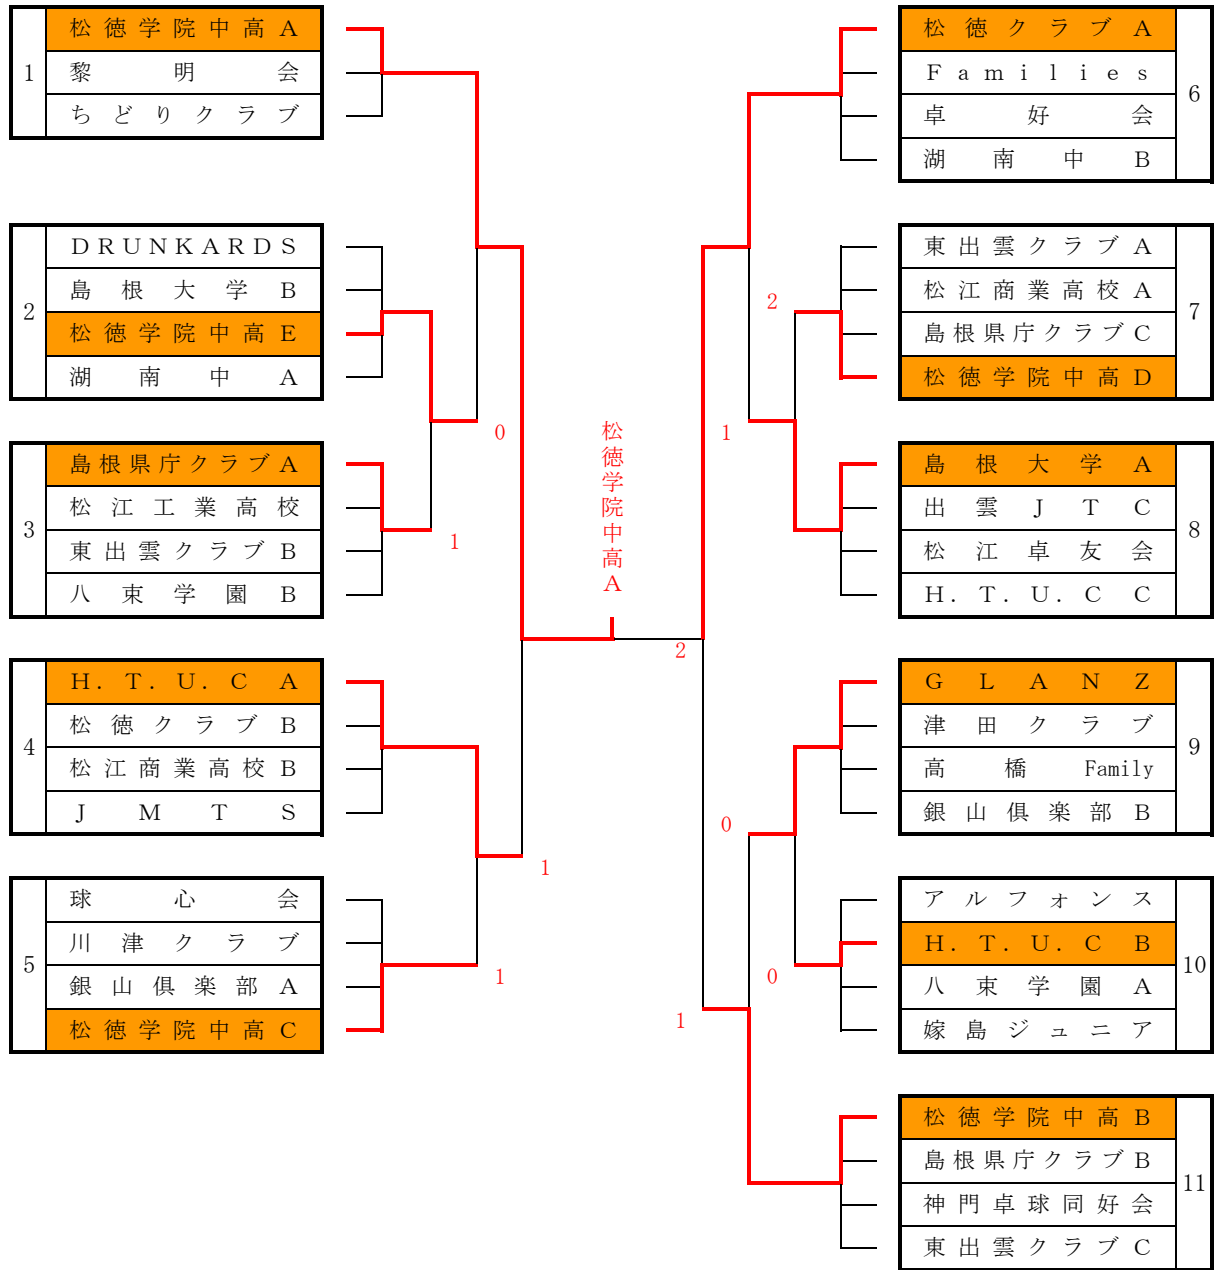 1
松徳学院中高A
黎明会
ちどりクラブ
2
DRUNKARDS
島根大学B
松徳学院中高E
湖南中A
3
島根県庁クラブA
松江工業高校
東出雲クラブB
八束学園B
4
H.T.U.C A
松徳クラブB
松江商業高校B
JMTS
5
球心会
川津クラブ
銀山倶楽部A
松徳学院中高C
0
1
1
1
松徳学院中高A
2
2
1
0
0
1
松徳クラブA
Families
卓好会
湖南中B
6
東出雲クラブA
松江商業高校A
島根県庁クラブC
松徳学院中高D
7
島根大学A
出雲JTC
松江卓友会
H.T.U.C C
8
GLANZ
津田クラブ
高橋Family
銀山倶楽部B
9
アルフォンス
H.T.U.C B
八束学園A
嫁島ジュニア
10
松徳学院中高B
島根県庁クラブB
神門卓球同好会
東出雲クラブC
11